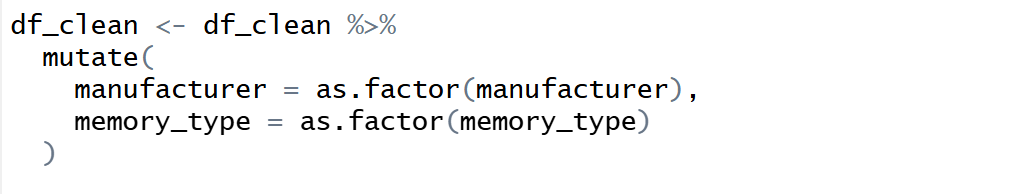 df_clean <- df_clean %>%
  mutate(
    manufacturer = as.factor(manufacturer),
    memory_type = as.factor(memory_type)
  )